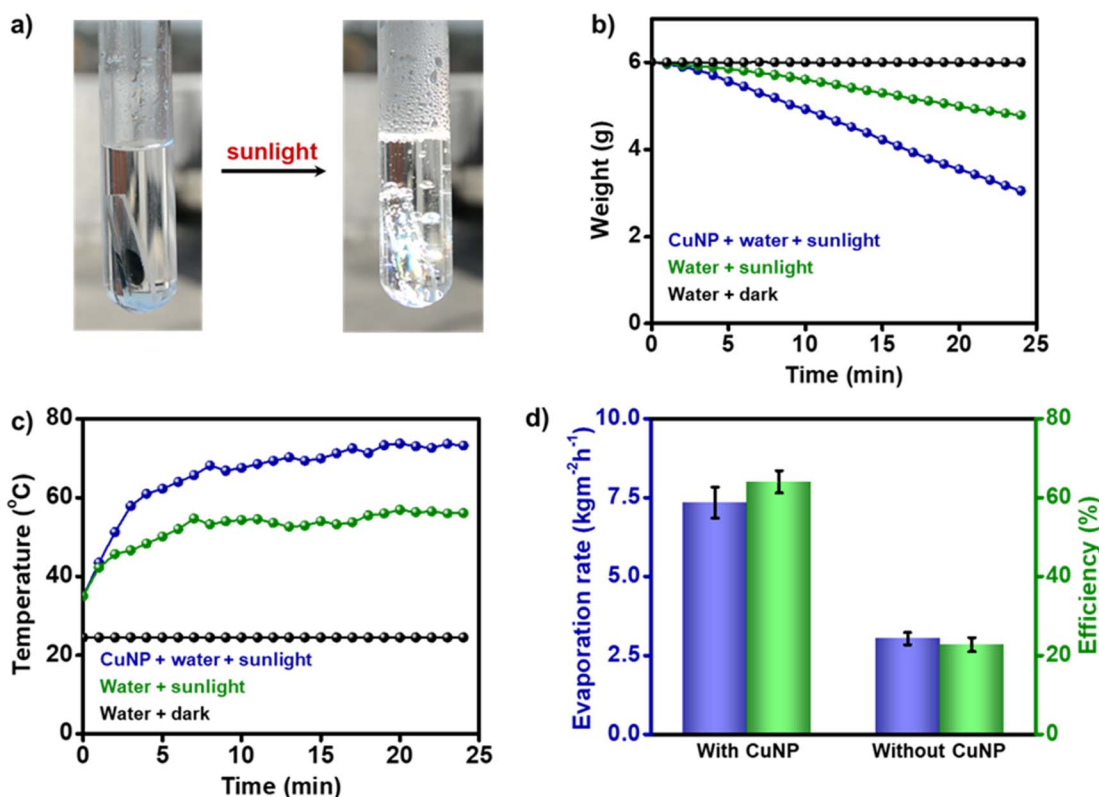 a)
sunlight
b)
6
4
2
0
Weight (g)
CuNP + water + sunlight
Water + sunlight
Water + dark
0 5 10 15 20 25
Time (min)
c)
80
60
40
20
0
Temperature (⁰C)
CuNP + water + sunlight
Water + sunlight
Water + dark
0 5 10 15 20 25
Time (min)
d)
10.0
7.5
5.0
2.5
0.0
Evaporation rate (kgm⁻²h⁻¹)
80
60
40
20
0
Efficiency (%)
With CuNP Without CuNP